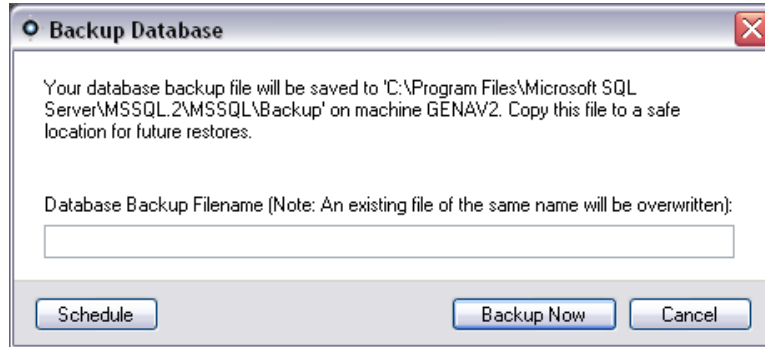 Backup Database
Your database backup file will be saved to 'C:\Program Files\Microsoft SQL
Server\MSSQL.2\MSSQL\Backup' on machine GENAV2. Copy this file to a safe
location for future restores.
Database Backup Filename (Note: An existing file of the same name will be overwritten):
Schedule
Backup Now
Cancel